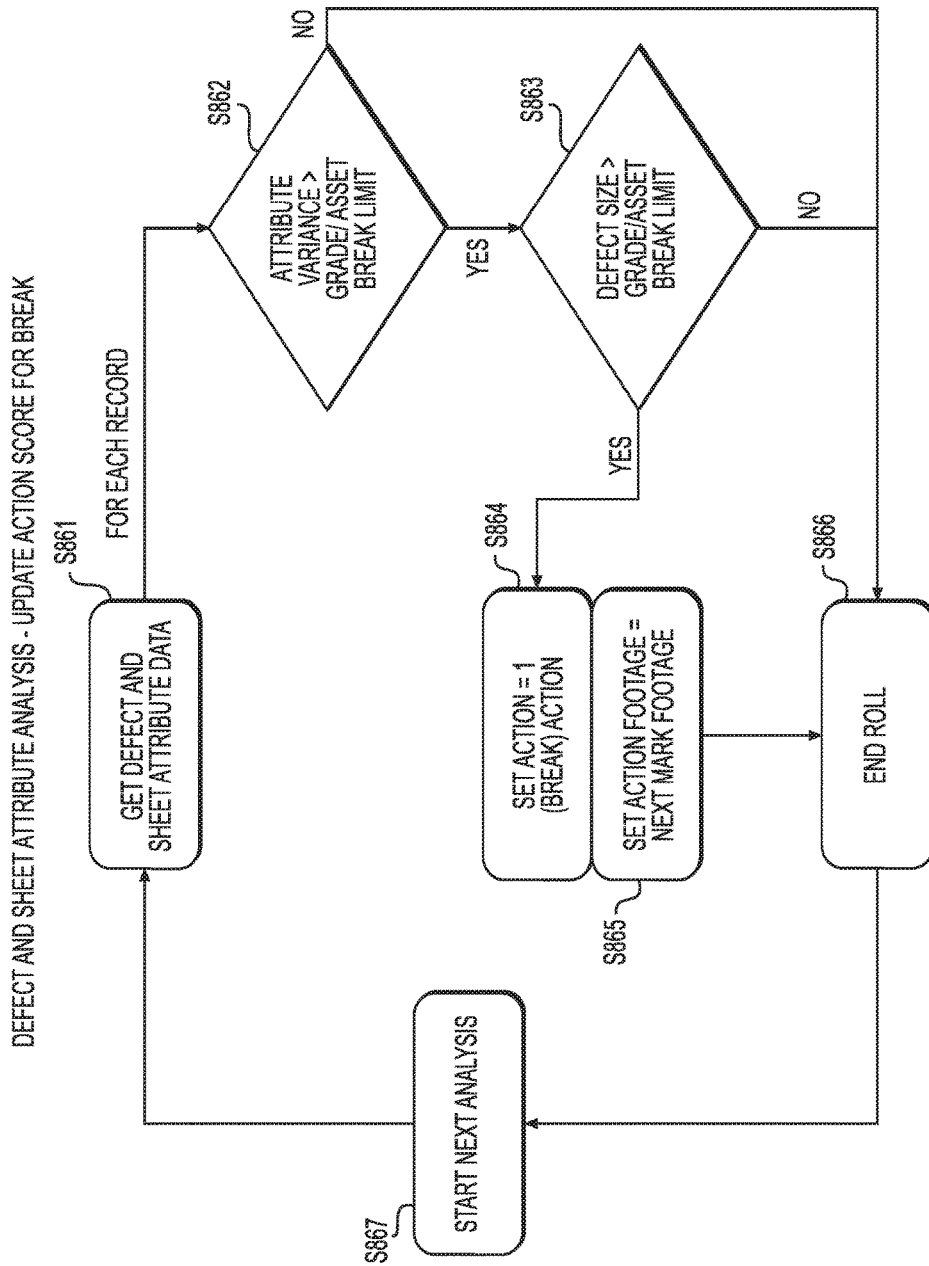 DEFECT AND SHEET ATTRIBUTE ANALYSIS - UPDATE ACTION SCORE FOR BREAK
S861
GET DEFECT AND
SHEET ATTRIBUTE DATA
FOR EACH RECORD
S862
ATTRIBUTE
VARIANCE >
GRADE/ ASSET
BREAK LIMIT
NO
YES
S863
DEFECT SIZE >
GRADE/ASSET
BREAK LIMIT
NO
YES
S864
SET ACTION = 1
(BREAK) ACTION
SET ACTION FOOTAGE =
NEXT MARK FOOTAGE
S865
S866
END ROLL
START NEXT ANALYSIS
S867